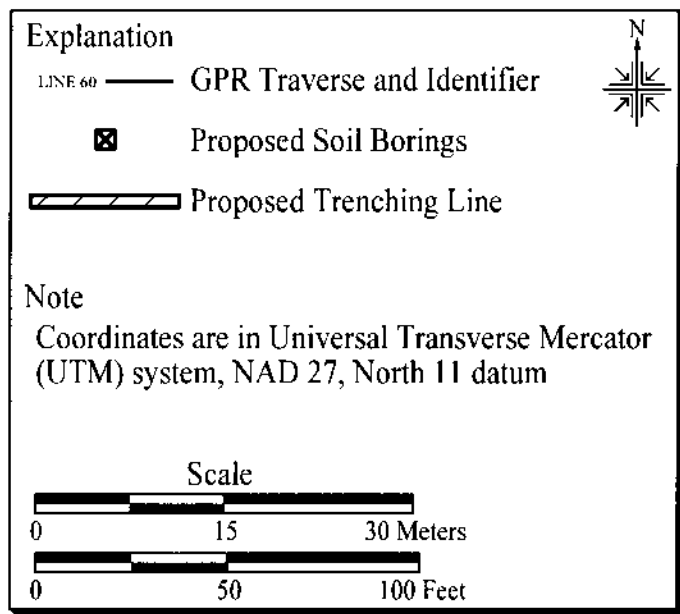 Explanation
N
LINE 60 GPR Traverse and Identifier
Proposed Soil Borings
Proposed Trenching Line
Note
Coordinates are in Universal Transverse Mercator
(UTM) system, NAD 27, North 11 datum
Scale
0 15 30 Meters
0 50 100 Feet